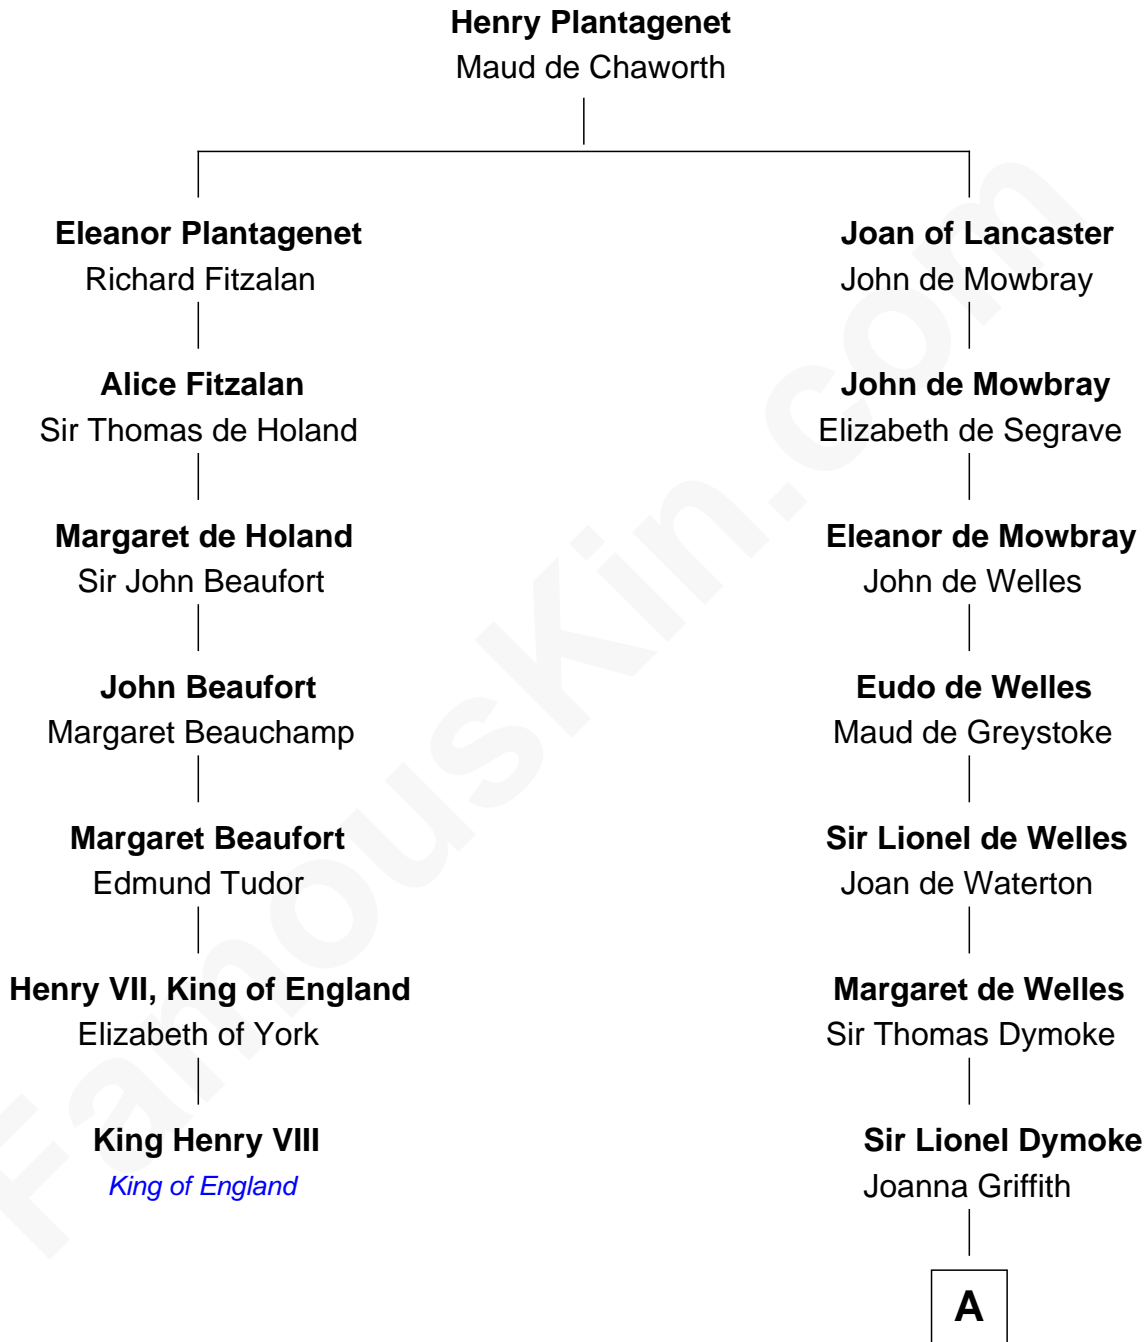 Henry Plantagenet
Maud de Chaworth
Eleanor Plantagenet
Richard Fitzalan
Joan of Lancaster
John de Mowbray
Alice Fitzalan
Sir Thomas de Holand
John de Mowbray
Elizabeth de Segrave
Margaret de Holand
Sir John Beaufort
Eleanor de Mowbray
John de Welles
John Beaufort
Margaret Beauchamp
Eudo de Welles
Maud de Greystoke
Margaret Beaufort
Edmund Tudor
Sir Lionel de Welles
Joan de Waterton
Henry VII, King of England
Elizabeth of York
Margaret de Welles
Sir Thomas Dymoke
King Henry VIII
King of England
Sir Lionel Dymoke
Joanna Griffith
A
FamousKin.com